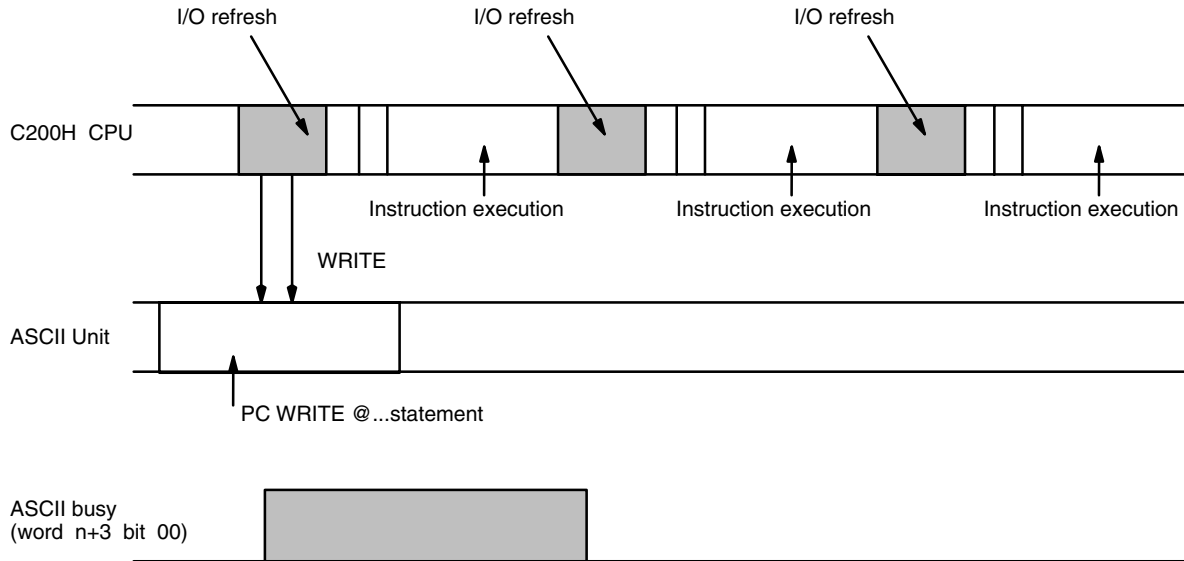 I/O refresh
I/O refresh
I/O refresh
C200H CPU
Instruction execution
Instruction execution
Instruction execution
WRITE
ASCII Unit
PC WRITE @...statement
ASCII busy
(word n+3 bit 00)